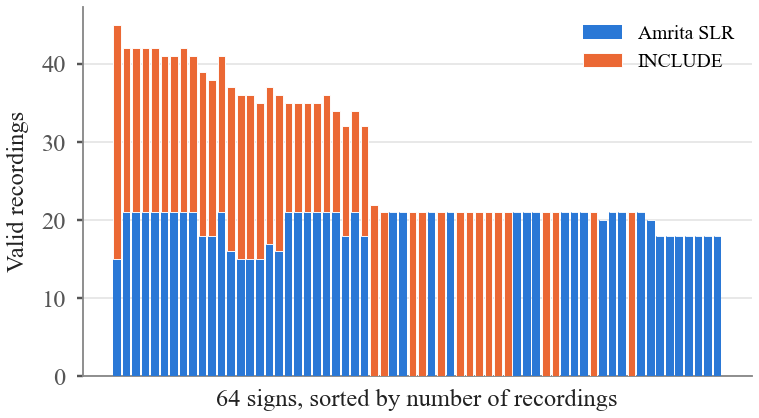 Amrita SLR
INCLUDE
Valid recordings
40
30
20
10
0
64 signs, sorted by number of recordings